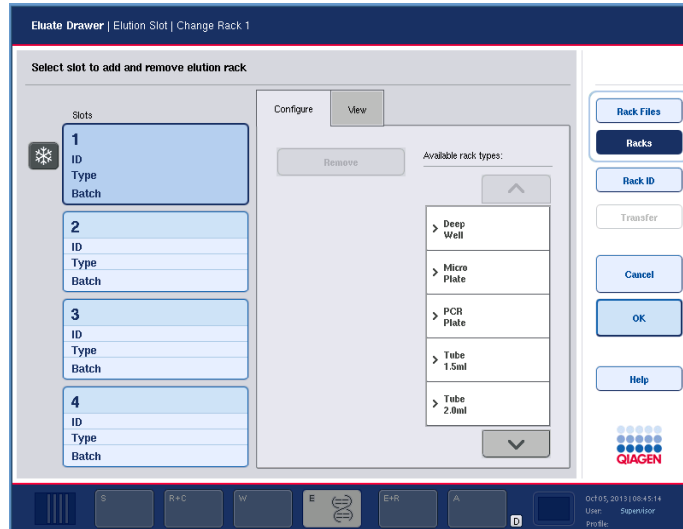 Eluate Drawer | Elution Slot | Change Rack 1
Select slot to add and remove elution rack
Slots
1
ID
Type
Batch
2
ID
Type
Batch
3
ID
Type
Batch
4
ID
Type
Batch
Configure
View
Remove
Available rack types:
> Deep
Well
> Micro
Plate
> PCR
Plate
> Tube
1.5ml
> Tube
2.0ml
Rack Files
Racks
Rack ID
Transfer
Cancel
OK
Help
QIAGEN
S
R+C
W
E
E+R
A
D
Oct 05, 2013 | 08:45:14
User: Supervisor
Profile: